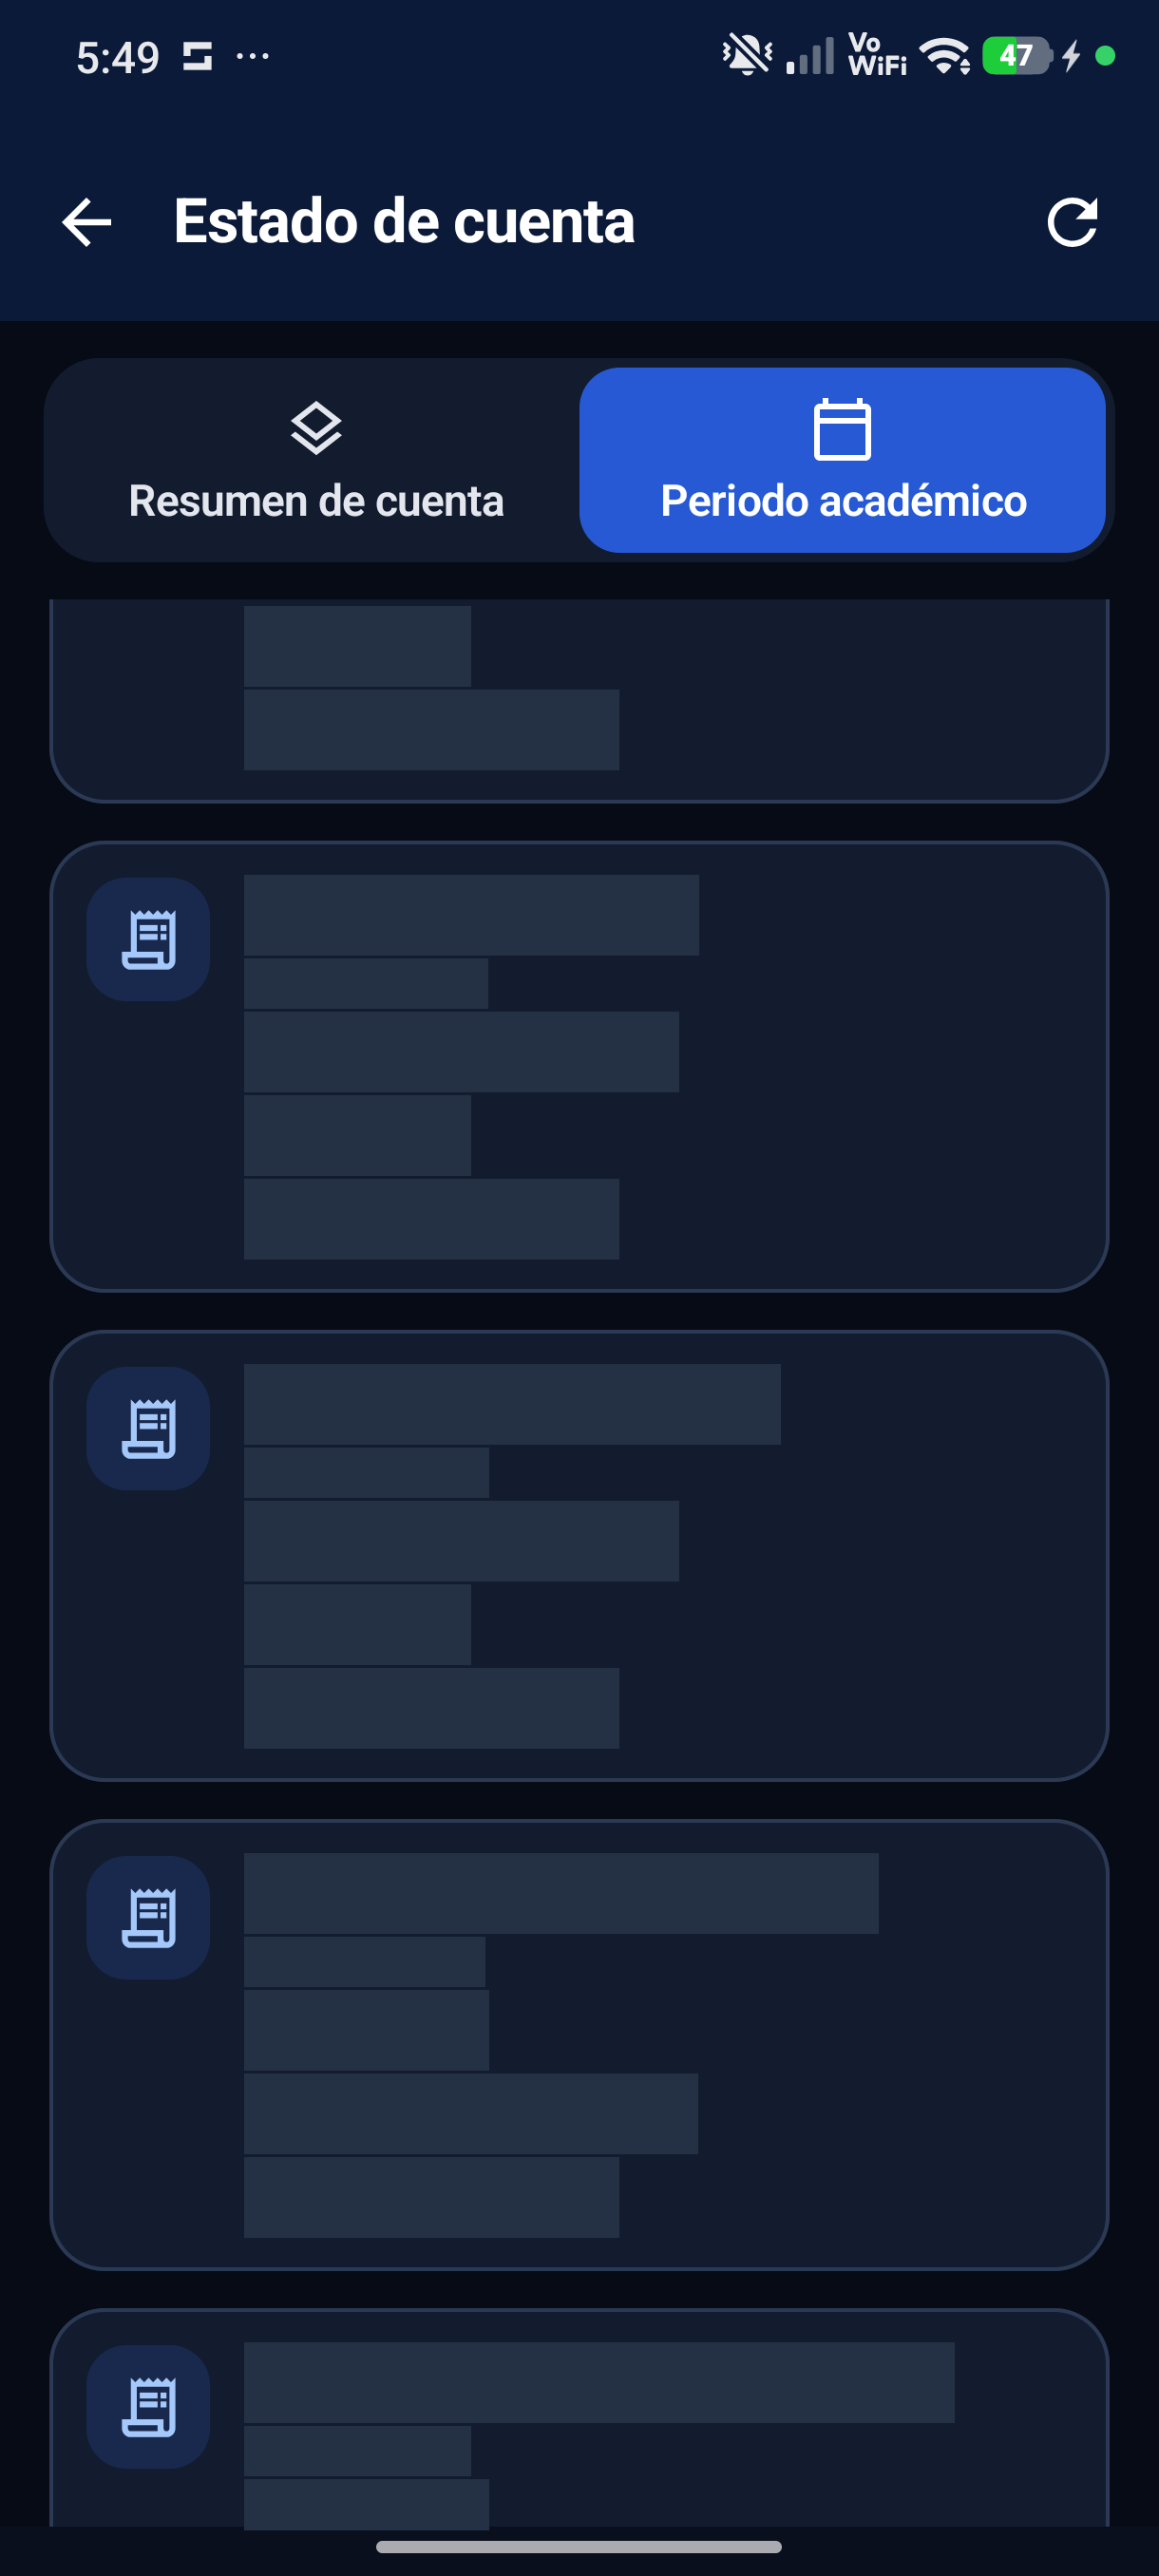 5:49
Vo
WiFi
47
Estado de cuenta
Resumen de cuenta
Periodo académico